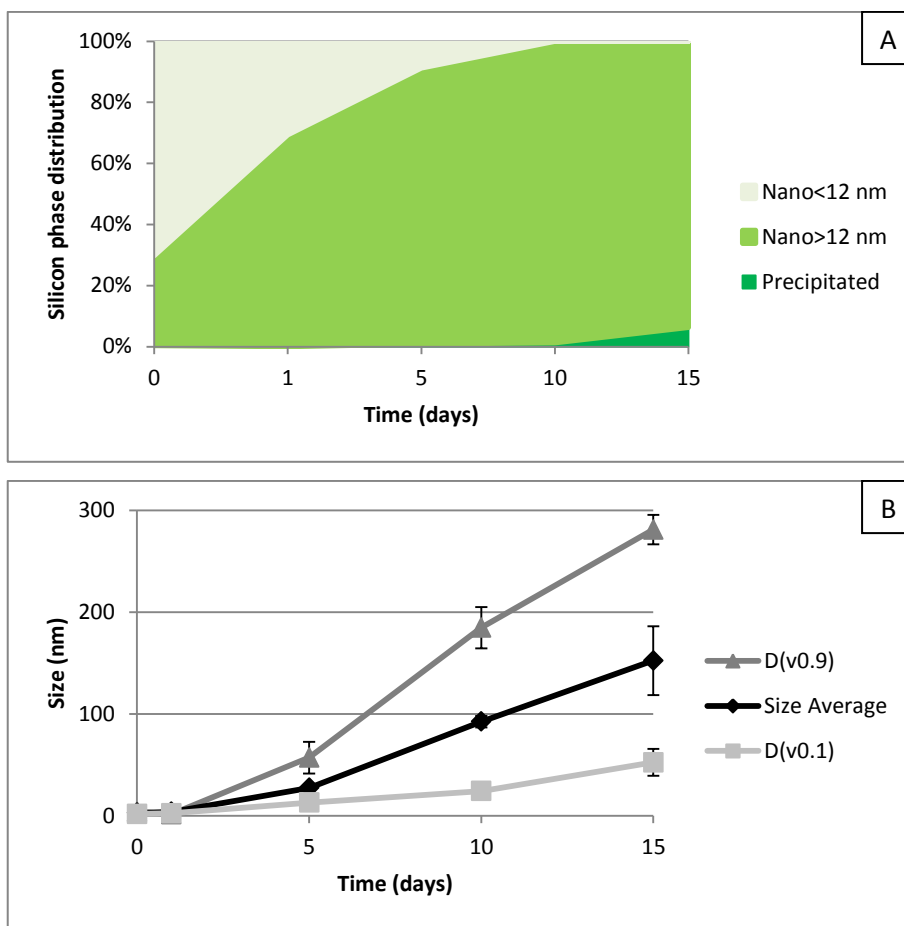 A
100%
80%
60%
40%
20%
0%
Silicon phase distribution
0 1 5 10 15
Time (days)
Nano<12 nm
Nano>12 nm
Precipitated
B
300
200
100
0
Size (nm)
0 5 10 15
Time (days)
D(v0.9)
Size Average
D(v0.1)